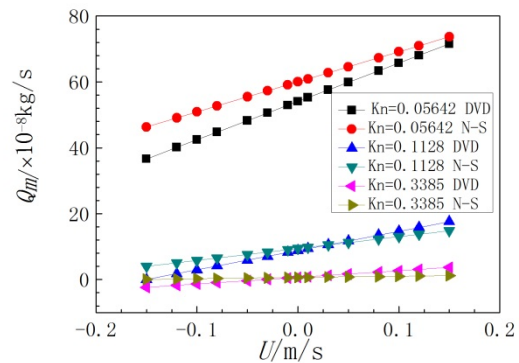 80
60
40
20
0
Qm/×10-8kg/s
Kn=0.05642 DVD
Kn=0.05642 N-S
Kn=0.1128 DVD
Kn=0.1128 N-S
Kn=0.3385 DVD
Kn=0.3385 N-S
-0.2 -0.1 0.0 0.1 0.2
U/m/s